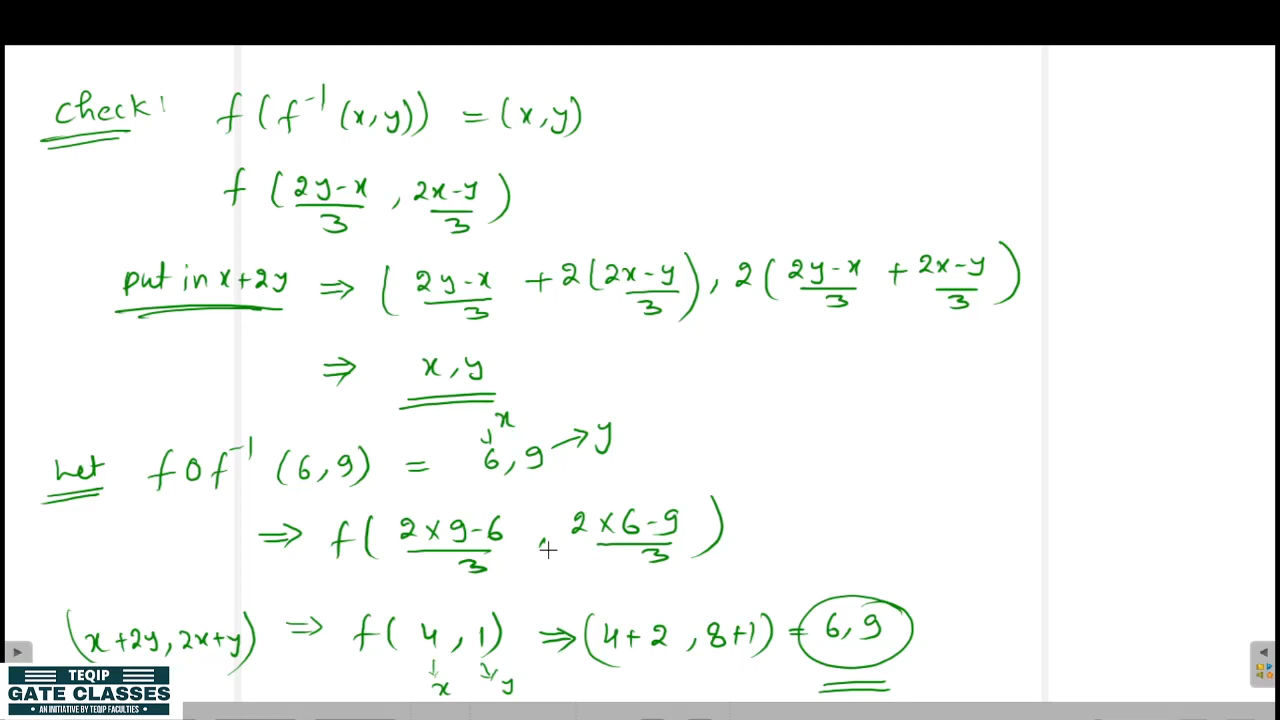 Check: f(f⁻¹(x,y)) = (x,y)
f((2y-x)/3, (2x-y)/3)
put in x+2y ⇒ ((2y-x)/3 + 2((2x-y)/3), 2((2y-x)/3 + (2x-y)/3)
⇒ x,y
x
Let fof⁻¹(6,9) = 6,9 → y
⇒ f((2×9-6)/3, (2×6-9)/3)
(x+2y, 2x+y) ⇒ f(4,1) ⇒ (4+2, 8+1) = 6,9
x y
TEQIP
GATE CLASSES
AN INITIATIVE BY TEQIP FACULTIES